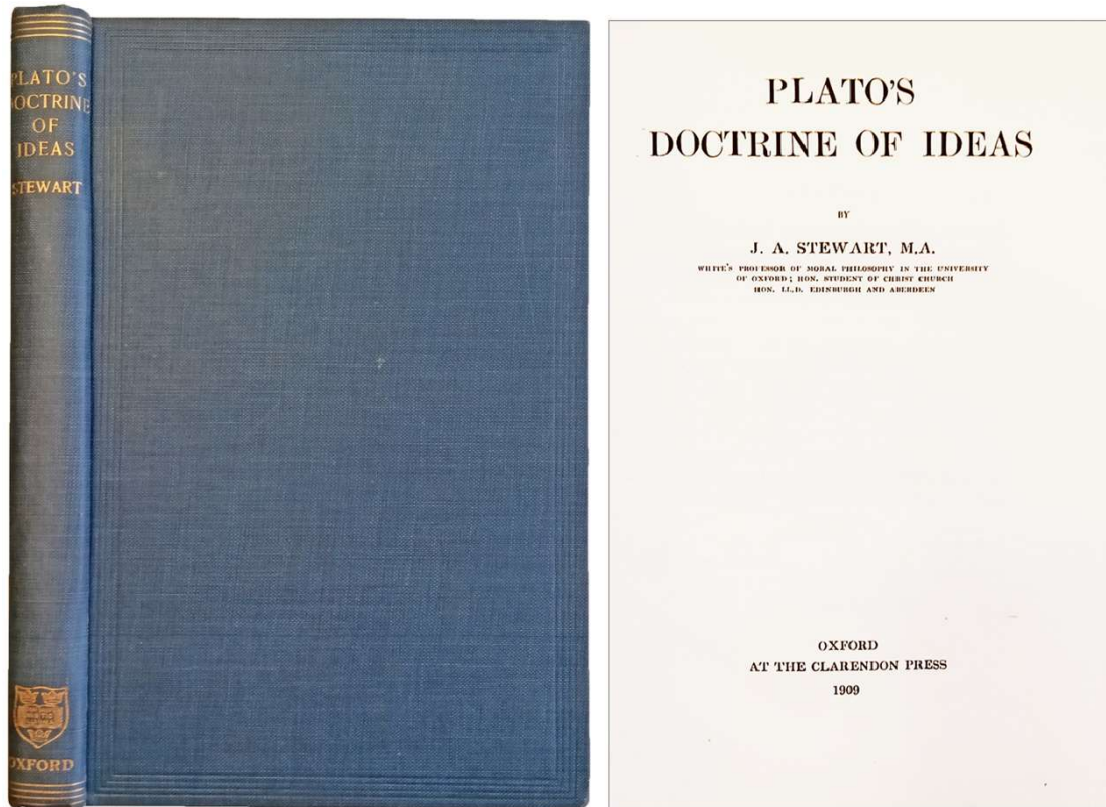 PLATO'S
DOCTRINE
OF
IDEAS
STEWART
OXFORD
PLATO'S
DOCTRINE OF IDEAS
BY
J. A. STEWART, M.A.
WHITE'S PROFESSOR OF MORAL PHILOSOPHY IN THE UNIVERSITY
OF OXFORD; HON. STUDENT OF CHRIST CHURCH
HON. LL.D. EDINBURGH AND ABERDEEN
OXFORD
AT THE CLARENDON PRESS
1909